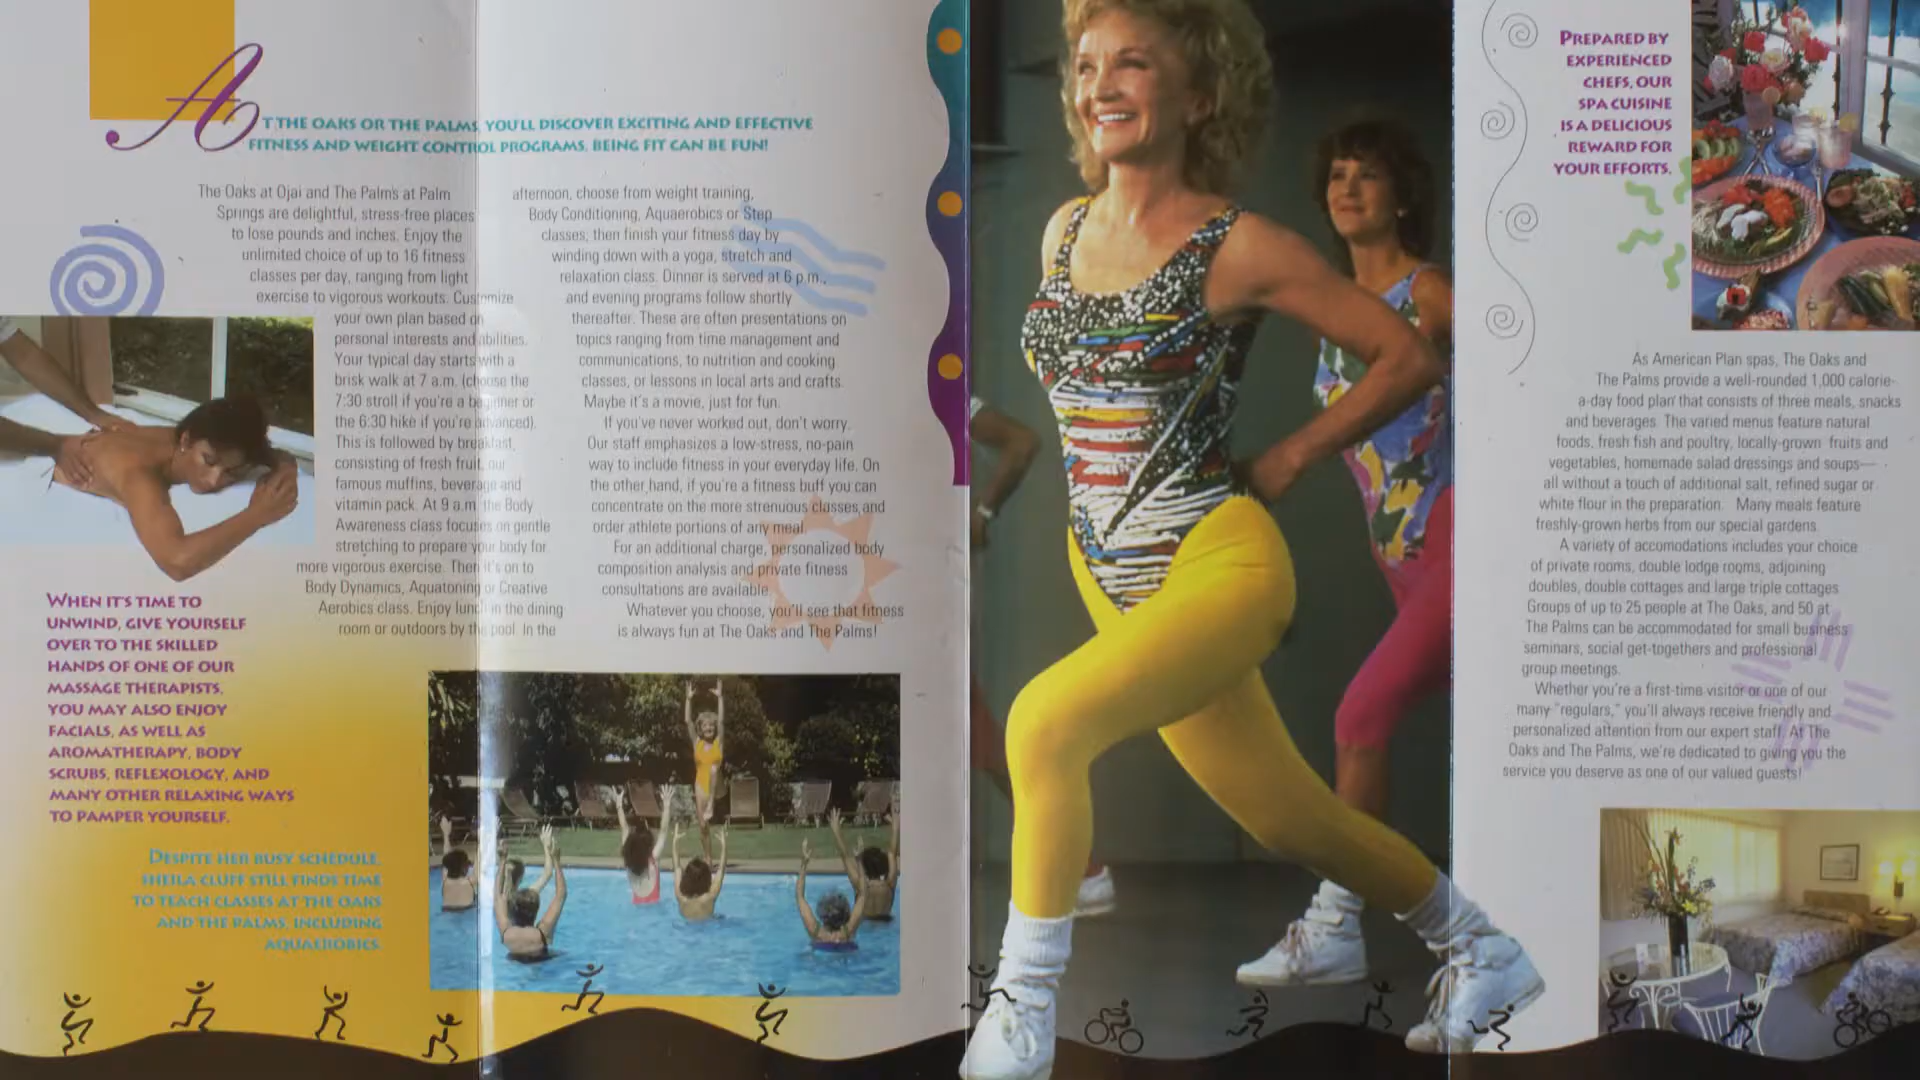 AT THE OAKS OR THE PALMS, YOU'LL DISCOVER EXCITING AND EFFECTIVE
FITNESS AND WEIGHT CONTROL PROGRAMS. BEING FIT CAN BE FUN!
The Oaks at Ojai and The Palms at Palm
Springs are delightful, stress-free places
to lose pounds and inches. Enjoy the
unlimited choice of up to 16 fitness
classes per day, ranging from light
exercise to vigorous workouts. Customize
your own plan based on
personal interests and abilities.
Your typical day starts with a
brisk walk at 7 a.m. (choose the
7:30 stroll if you're a beginner or
the 6:30 hike if you're advanced).
This is followed by breakfast,
consisting of fresh fruit, our
famous muffins, beverage and
vitamin pack. At 9 a.m. the Body
Awareness class focuses on gentle
stretching to prepare your body for
more vigorous exercise. Then it's on to
Body Dynamics, Aquatoning or Creative
Aerobics class. Enjoy lunch in the dining
room or outdoors by the pool. In the
afternoon, choose from weight training,
Body Conditioning, Aquaerobics or Step
classes, then finish your fitness day by
winding down with a yoga, stretch and
relaxation class. Dinner is served at 6 p.m.,
and evening programs follow shortly
thereafter. These are often presentations on
topics ranging from time management and
communications, to nutrition and cooking
classes, or lessons in local arts and crafts.
Maybe it's a movie, just for fun.
If you've never worked out, don't worry.
Our staff emphasizes a low-stress, no-pain
way to include fitness in your everyday life. On
the other hand, if you're a fitness buff you can
concentrate on the more strenuous classes and
order athlete portions of any meal.
For an additional charge, personalized body
composition analysis and private fitness
consultations are available.
Whatever you choose, you'll see that fitness
is always fun at The Oaks and The Palms!
WHEN IT'S TIME TO
UNWIND, GIVE YOURSELF
OVER TO THE SKILLED
HANDS OF ONE OF OUR
MASSAGE THERAPISTS.
YOU MAY ALSO ENJOY
FACIALS, AS WELL AS
AROMATHERAPY, BODY
SCRUBS, REFLEXOLOGY, AND
MANY OTHER RELAXING WAYS
TO PAMPER YOURSELF.
DESPITE HER BUSY SCHEDULE,
SHEILA CLUFF STILL FINDS TIME
TO TEACH CLASSES AT THE OAKS
AND THE PALMS, INCLUDING
AQUAEROBICS.
PREPARED BY
EXPERIENCED
CHEFS, OUR
SPA CUISINE
IS A DELICIOUS
REWARD FOR
YOUR EFFORTS.
As American Plan spas, The Oaks and
The Palms provide a well-rounded 1,000 calorie-
a-day food plan that consists of three meals, snacks
and beverages. The varied menus feature natural
foods, fresh fish and poultry, locally-grown fruits and
vegetables, homemade salad dressings and soups—
all without a touch of additional salt, refined sugar or
white flour in the preparation. Many meals feature
freshly-grown herbs from our special gardens.
A variety of accomodations includes your choice
of private rooms, double lodge rooms, adjoining
doubles, double cottages and large triple cottages.
Groups of up to 25 people at The Oaks, and 50 at
The Palms can be accommodated for small business
seminars, social get-togethers and professional
group meetings.
Whether you're a first-time visitor or one of our
many "regulars," you'll always receive friendly and
personalized attention from our expert staff. At The
Oaks and The Palms, we're dedicated to giving you the
service you deserve as one of our valued guests!